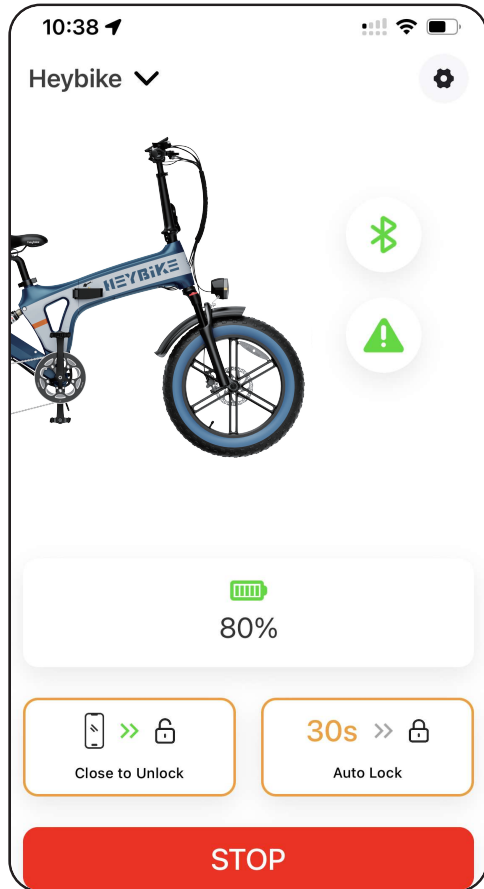 10:38
Heybike
HEYBIKE
80%
Close to Unlock
30s
Auto Lock
STOP